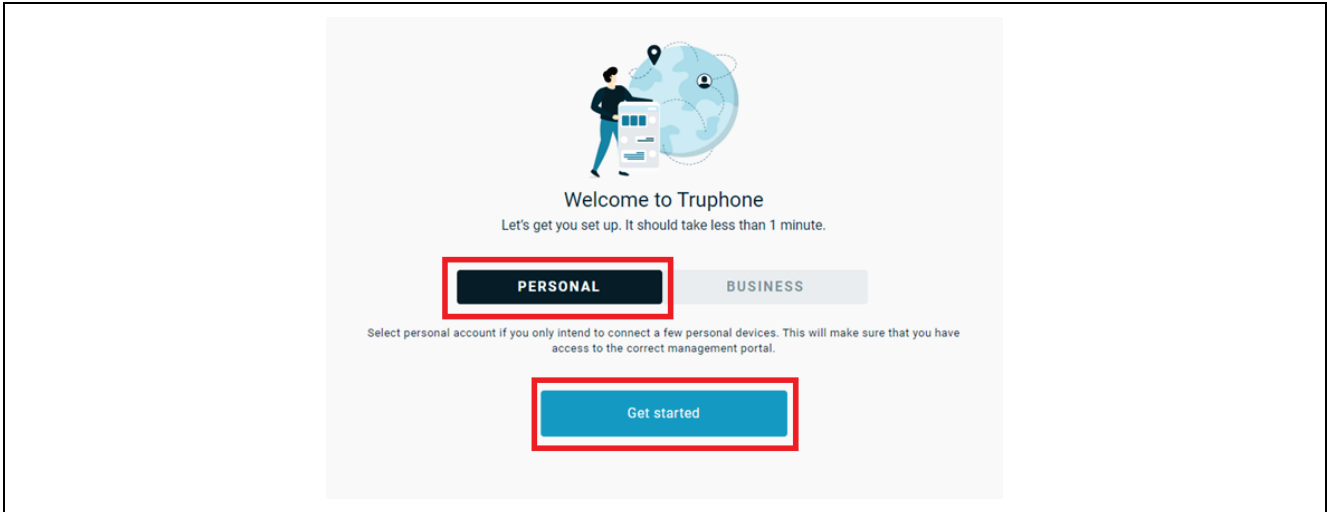 Welcome to Truphone
Let's get you set up. It should take less than 1 minute.
PERSONAL BUSINESS
Select personal account if you only intend to connect a few personal devices. This will make sure that you have
access to the correct management portal.
Get started